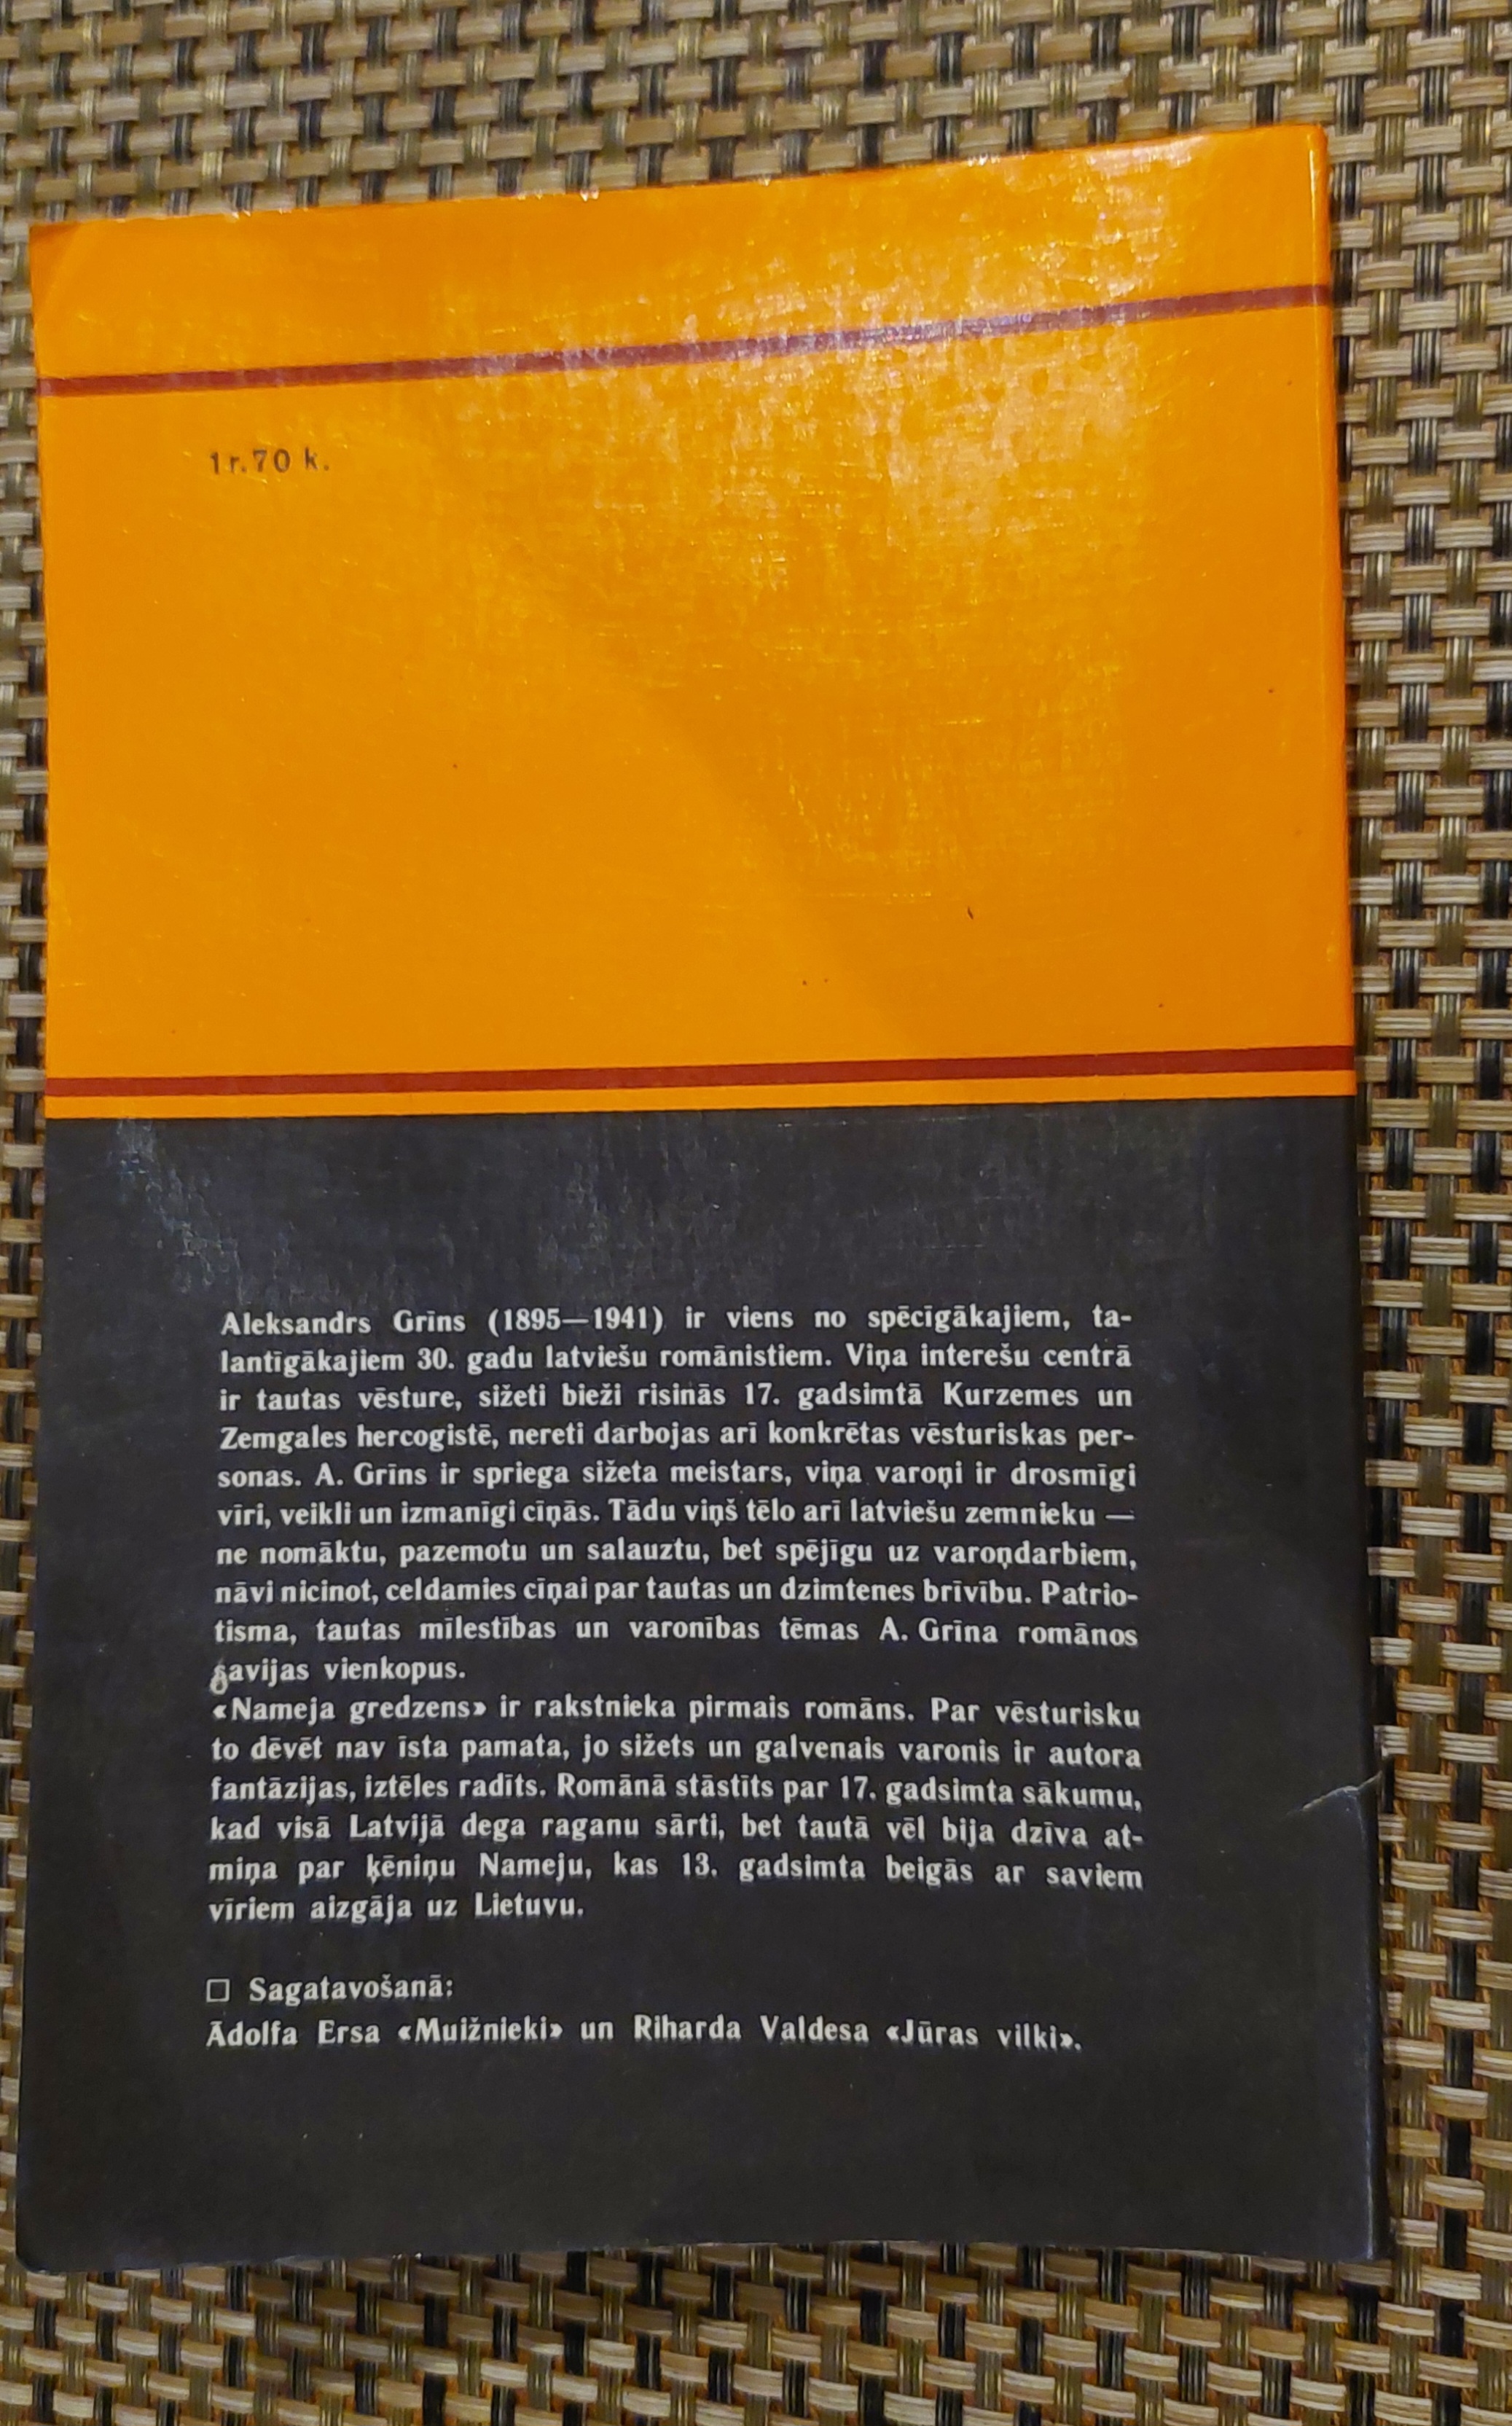 1 r. 70 k.
Aleksandrs Grīns (1895—1941) ir viens no spēcīgākajiem, ta-
lantīgākajiem 30. gadu latviešu romānistiem. Viņa interešu centrā
ir tautas vēsture, sižeti bieži risinās 17. gadsimtā Kurzemes un
Zemgales hercogistē, nereti darbojas arī konkrētas vēsturiskas per-
sonas. A. Grīns ir spriega sižeta meistars, viņa varoņi ir drosmīgi
vīri, veikli un izmanīgi cīņās. Tādu viņš tēlo arī latviešu zemnieku —
ne nomāktu, pazemotu un salauztu, bet spējīgu uz varoņdarbiem,
nāvi nicinot, celdamies cīņai par tautas un dzimtenes brīvību. Patrio-
tisma, tautas mīlestības un varonības tēmas A. Grīna romānos
savijas vienkopus.
«Nameja gredzens» ir rakstnieka pirmais romāns. Par vēsturisku
to dēvēt nav īsta pamata, jo sižets un galvenais varonis ir autora
fantāzijas, iztēles radīts. Romānā stāstīts par 17. gadsimta sākumu,
kad visā Latvijā dega raganu sārti, bet tautā vēl bija dzīva at-
miņa par ķēniņu Nameju, kas 13. gadsimta beigās ar saviem
vīriem aizgāja uz Lietuvu.
□ Sagatavošanā:
Ādolfa Ersa «Muižnieki» un Riharda Valdesa «Jūras vilki».